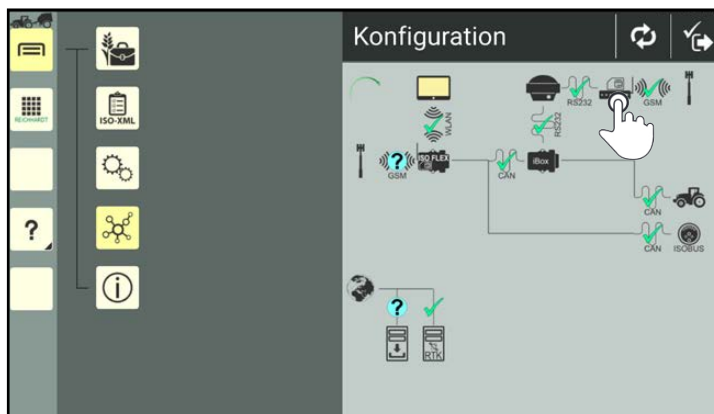 Konfiguration
REICHHARDT
ISO-XML
?
WLAN
RS232
RS232
GSM
?
GSM
ISO FLEX
CAN
iBox
CAN
CAN
ISOBUS
?
RTK